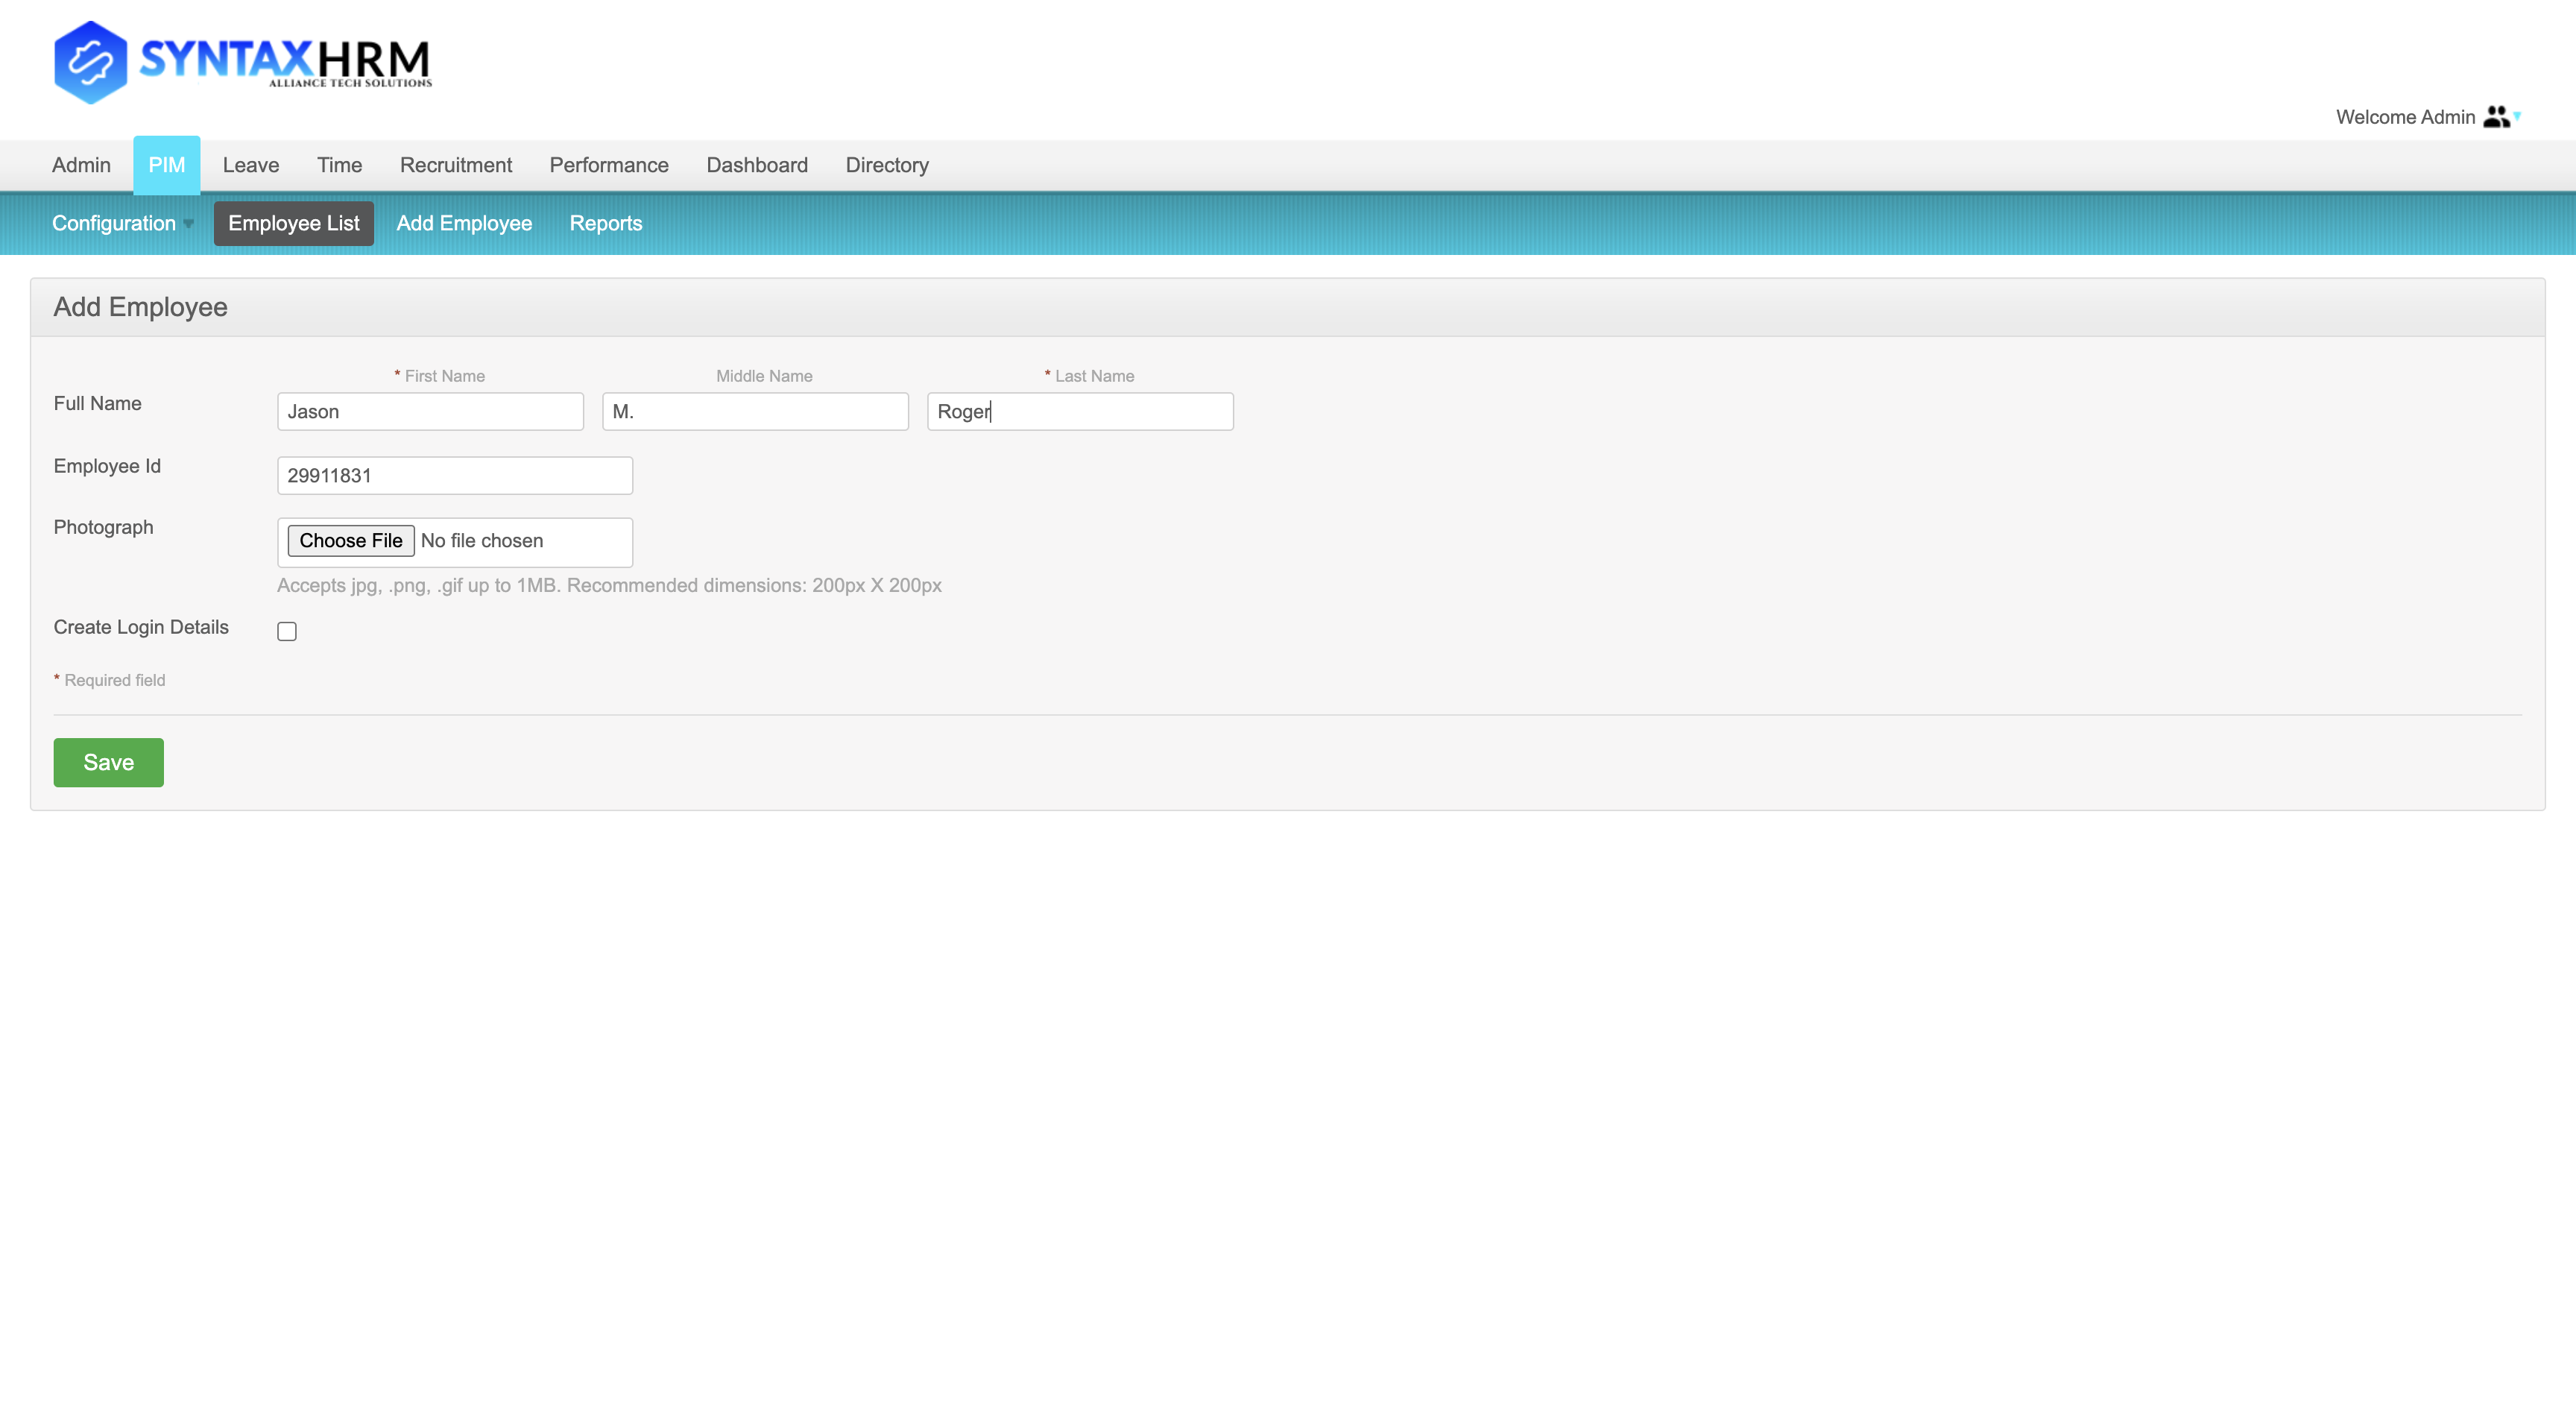 SYNTAXHRM
ALLIANCE TECH SOLUTIONS
Welcome Admin
Admin PIM Leave Time Recruitment Performance Dashboard Directory
Configuration Employee List Add Employee Reports
Add Employee
* First Name Middle Name * Last Name
Full Name Jason M. Roger
Employee Id 29911831
Photograph Choose File No file chosen
Accepts jpg, .png, .gif up to 1MB. Recommended dimensions: 200px X 200px
Create Login Details
* Required field
Save